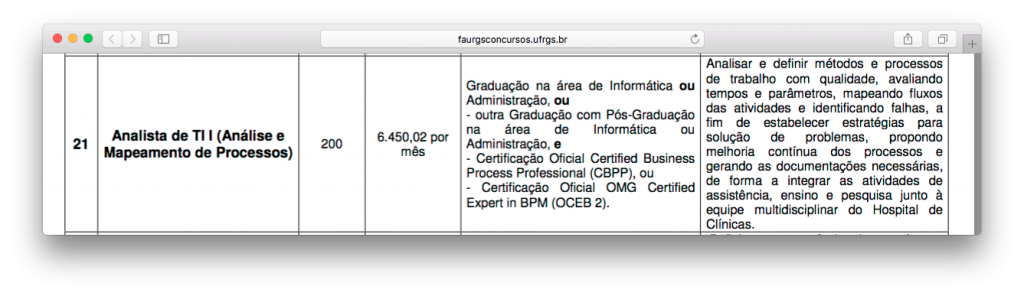 faurgsconcursos.ufrgs.br
21
Analista de TI I (Análise e
Mapeamento de Processos)
200
6.450,02 por
mês
Graduação na área de Informática ou
Administração, ou
- outra Graduação com Pós-Graduação
na área de Informática ou
Administração, e
- Certificação Oficial Certified Business
Process Professional (CBPP), ou
- Certificação Oficial OMG Certified
Expert in BPM (OCEB 2).
Analisar e definir métodos e processos
de trabalho com qualidade, avaliando
tempos e parâmetros, mapeando fluxos
das atividades e identificando falhas, a
fim de estabelecer estratégias para
solução de problemas, propondo
melhoria contínua dos processos e
gerando as documentações necessárias,
de forma a integrar as atividades de
assistência, ensino e pesquisa junto à
equipe multidisciplinar do Hospital de
Clínicas.